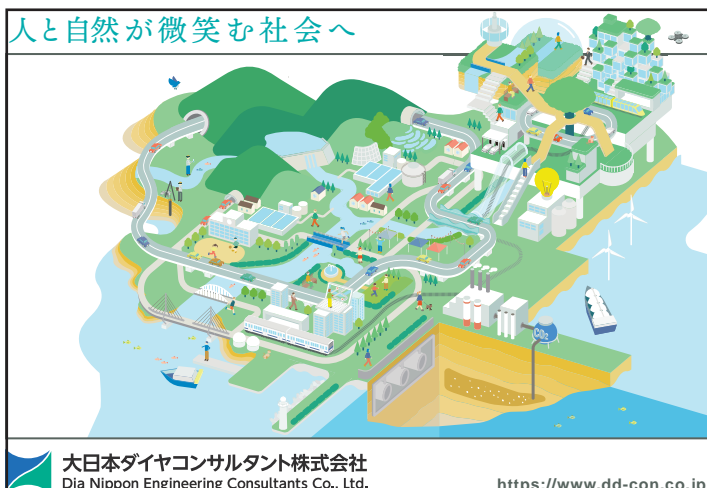 人と自然が微笑む社会へ
CO₂
大日本ダイヤコンサルタント株式会社
Dia Nippon Engineering Consultants Co., Ltd.
https://www.dd-con.co.jp